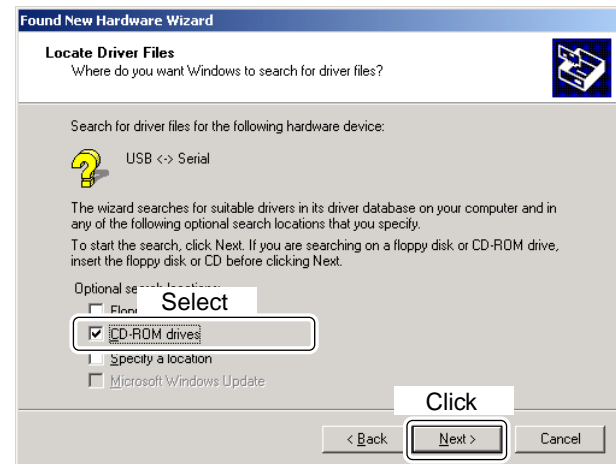 Found New Hardware Wizard
Locate Driver Files
Where do you want Windows to search for driver files?
Search for driver files for the following hardware device:
USB <-> Serial
The wizard searches for suitable drivers in its driver database on your computer and in
any of the following optional search locations that you specify.
To start the search, click Next. If you are searching on a floppy disk or CD-ROM drive,
insert the floppy disk or CD before clicking Next.
Optional
Select
CD-ROM drives
Specify a location
Microsoft Windows Update
Click
< Back
Next >
Cancel